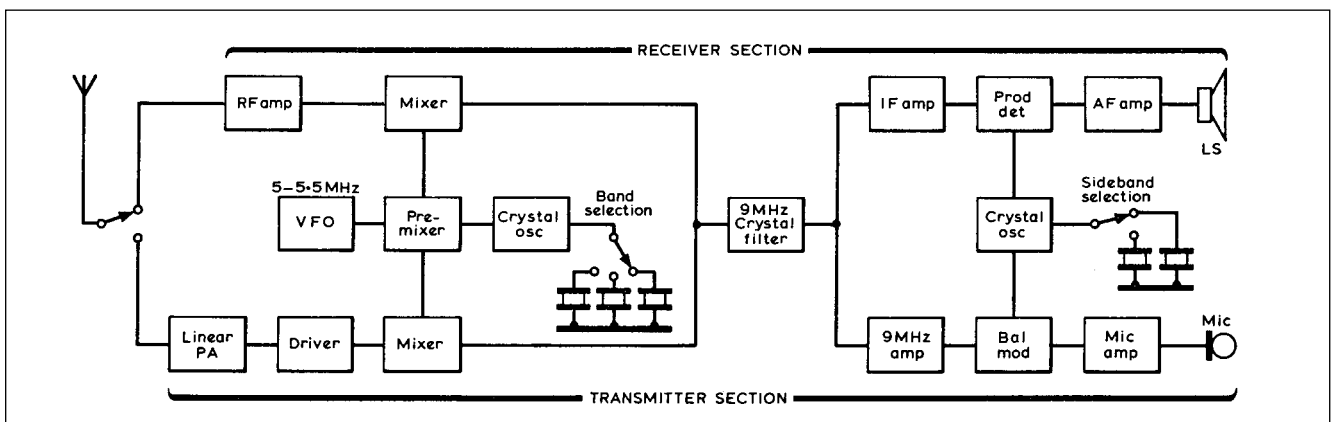 RECEIVER SECTION
RF amp
Mixer
IF amp
Prod
det
AF amp
LS
5-5·5MHz
VFO
Pre-
mixer
Crystal
osc
Band
selection
9MHz
Crystal
filter
Crystal
osc
Sideband
selection
Linear
PA
Driver
Mixer
9MHz
amp
Bal
mod
Mic
amp
Mic
TRANSMITTER SECTION